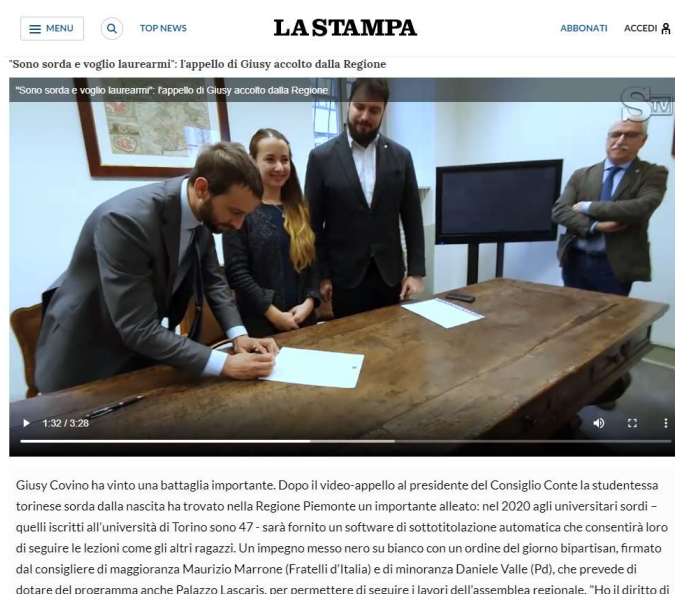 MENU TOP NEWS LA STAMPA ABBONATI ACCEDI
"Sono sorda e voglio laurearmi": l'appello di Giusy accolto dalla Regione
"Sono sorda e voglio laurearmi": l'appello di Giusy accolto dalla Regione
STV
1:32 / 3:28
Giusy Covino ha vinto una battaglia importante. Dopo il video-appello al presidente del Consiglio Conte la studentessa
torinese sorda dalla nascita ha trovato nella Regione Piemonte un importante alleato: nel 2020 agli universitari sordi –
quelli iscritti all'università di Torino sono 47 - sarà fornito un software di sottotitolazione automatica che consentirà loro
di seguire le lezioni come gli altri ragazzi. Un impegno messo nero su bianco con un ordine del giorno bipartisan, firmato
dal consigliere di maggioranza Maurizio Marrone (Fratelli d'Italia) e di minoranza Daniele Valle (Pd), che prevede di
dotare del programma anche Palazzo Lascaris, per permettere di seguire i lavori dell'assemblea regionale. "Ho il diritto di